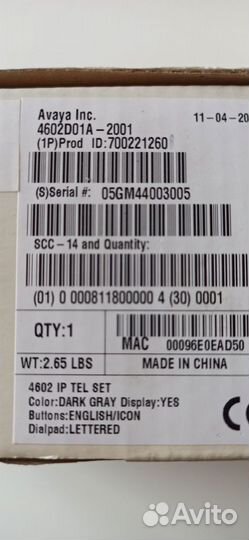 Avaya Inc.
11-04-20
4602D01A-2001
(1P)Prod ID:700221260
(S)Serial #: 05GM44003005
SCC-14 and Quantity:
(01) 0 0000811800000 4 (30) 0001
QTY:1
MAC 00096E0EAD50
WT:2.65 LBS
MADE IN CHINA
4602 IP TEL SET
Color:DARK GRAY Display:YES
Buttons:ENGLISH/ICON
Dialpad:LETTERED
CE
Avito